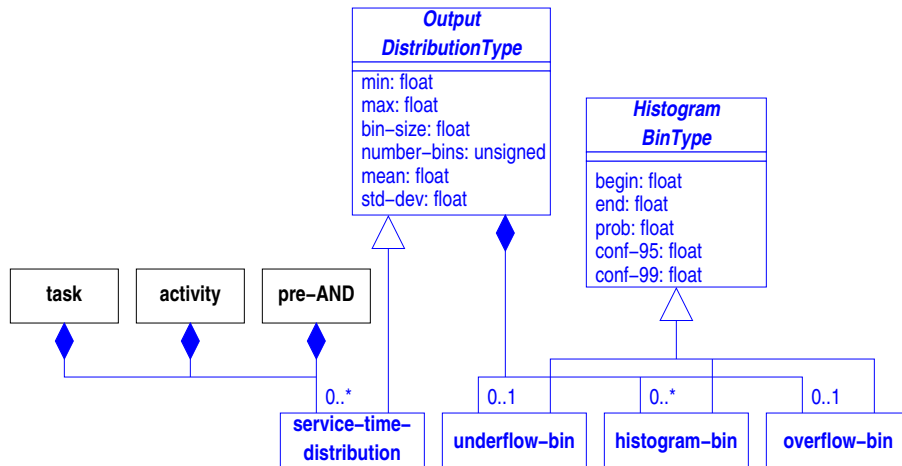 Output
DistributionType
min: float
max: float
bin−size: float
number−bins: unsigned
mean: float
std−dev: float
Histogram
BinType
begin: float
end: float
prob: float
conf−95: float
conf−99: float
task
activity
pre−AND
0..*
0..1
0..*
0..1
service−time−
distribution
underflow−bin
histogram−bin
overflow−bin